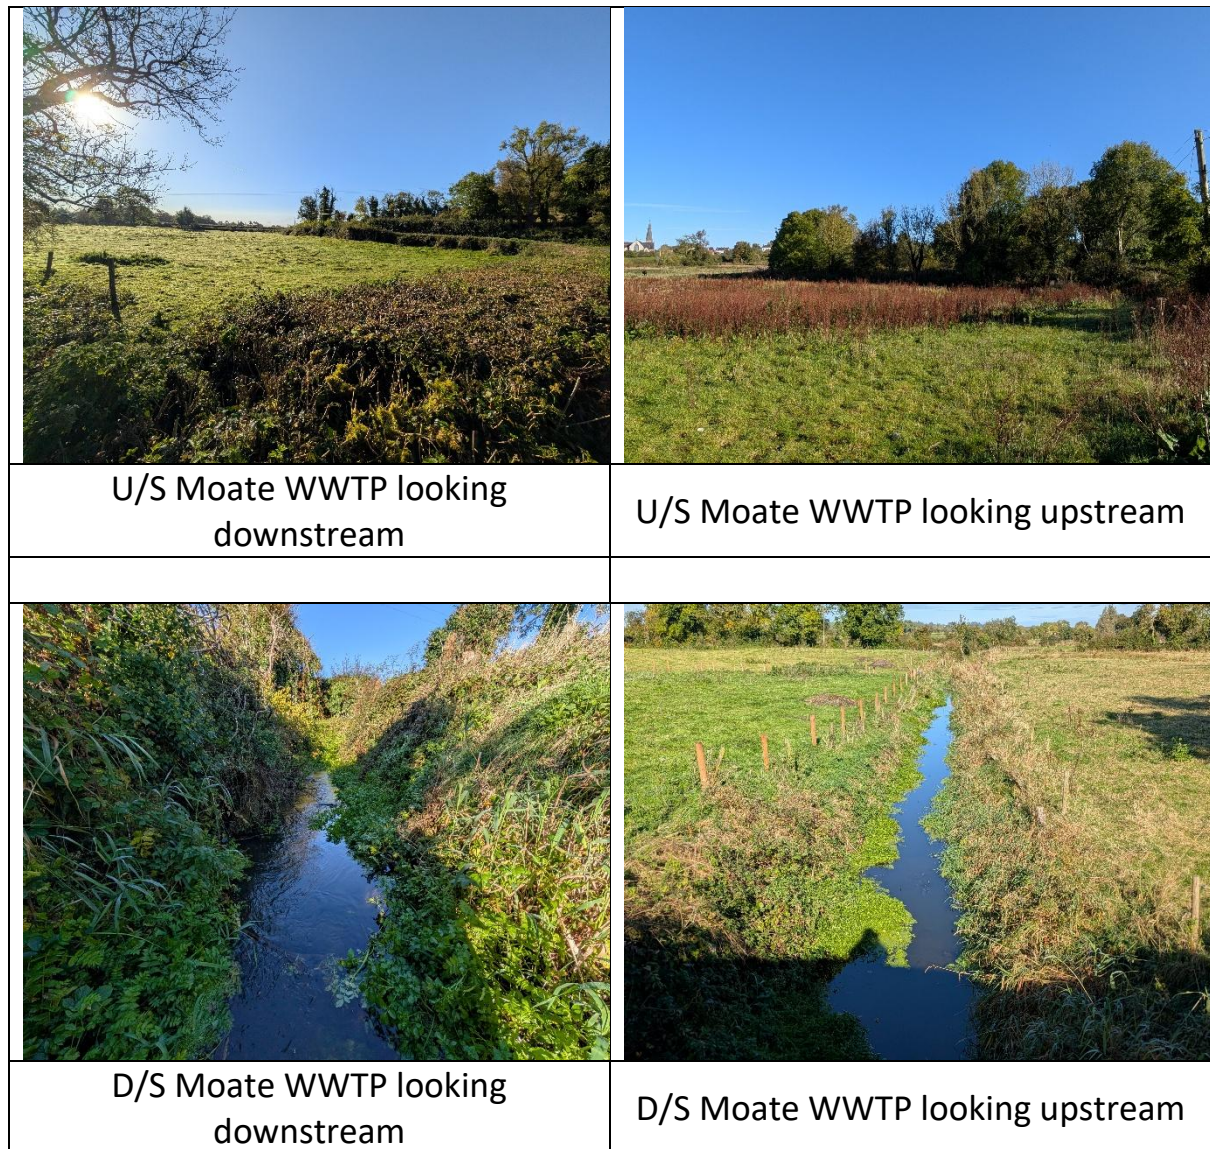 U/S Moate WWTP looking
downstream
U/S Moate WWTP looking upstream
D/S Moate WWTP looking
downstream
D/S Moate WWTP looking upstream